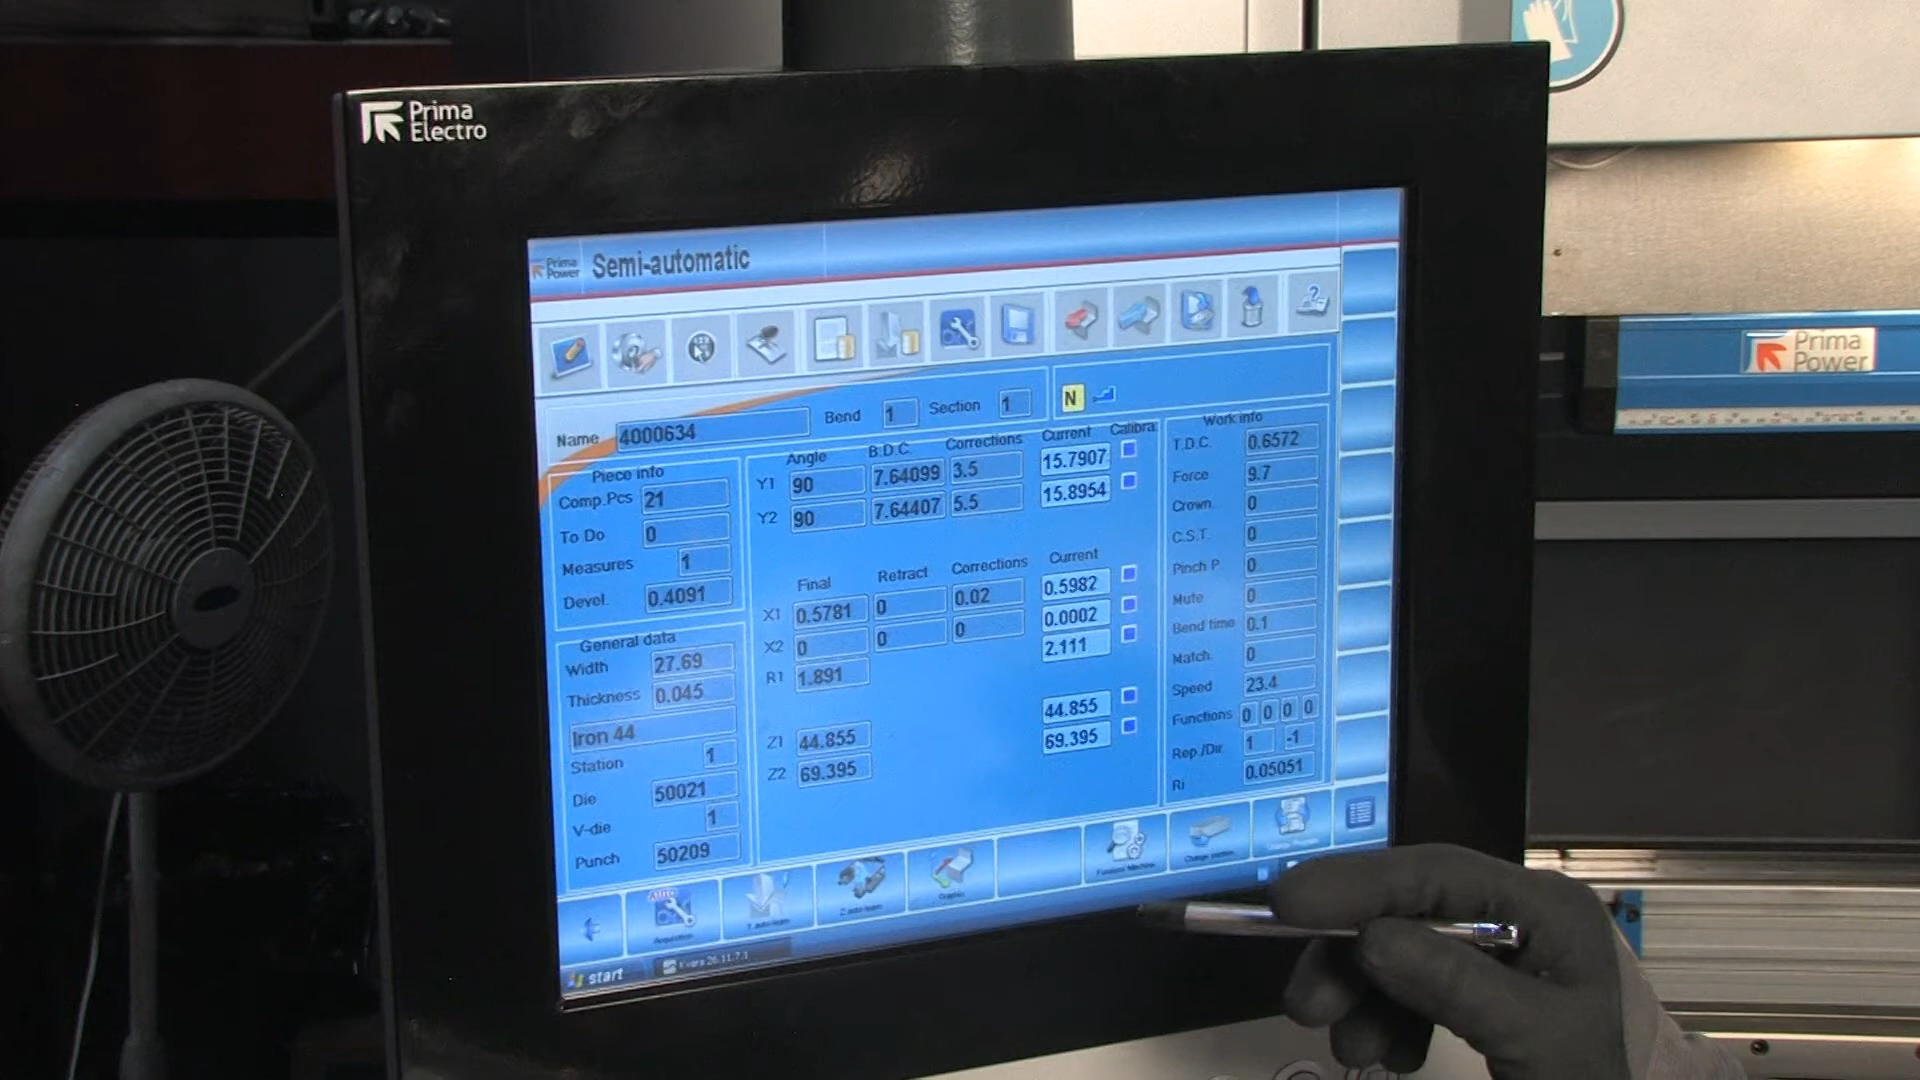 Prima
Electro
Prima
Power
Semi-automatic
Prima
Power
Name 4000634 Bend 1 Section 1 N
Piece info
Comp.Pcs 21
To Do 0
Measures 1
Devel. 0.4091
General data
Width 27.69
Thickness 0.045
Iron 44
Station 1
Die 50021
V-die 1
Punch 50209
Angle B.D.C. Corrections Current Calibra.
Y1 90 7.64099 3.5 15.7907
Y2 90 7.64407 5.5 15.8954
Final Retract Corrections Current
X1 0.5781 0 0.02 0.5982
X2 0 0 0 0.0002
R1 1.891 2.111
Z1 44.855 44.855
Z2 69.395 69.395
Work info
T.D.C. 0.6572
Force 9.7
Crown. 0
C.S.T. 0
Pinch P. 0
Mute 0
Bend time 0.1
Match. 0
Speed 23.4
Functions 0 0 0 0
Rep./Dir. 1 -1
Ri 0.05051
Auto
Acquisition
Graphics
Functions Machine
Change section
start